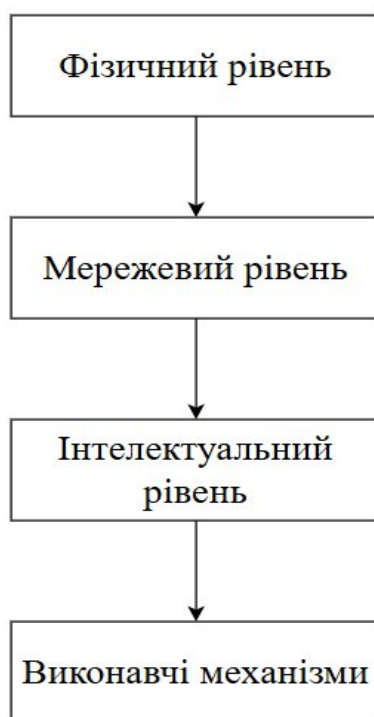 Фізичний рівень
Мережевий рівень
Інтелектуальний
рівень
Виконавчі механізми